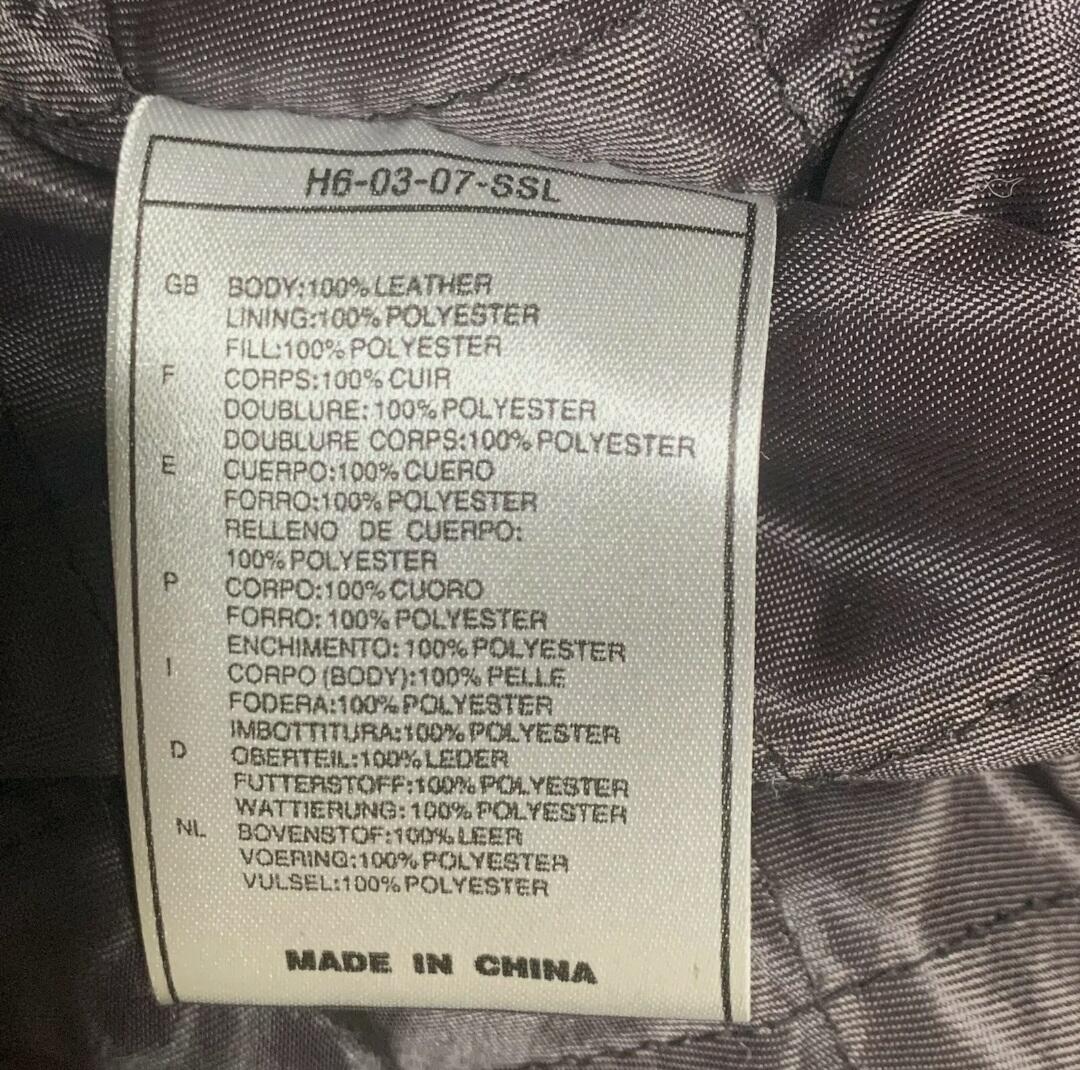 H6-03-07-SSL
GB BODY:100% LEATHER
LINING:100% POLYESTER
FILL:100% POLYESTER
F CORPS:100% CUIR
DOUBLURE:100% POLYESTER
DOUBLURE CORPS:100% POLYESTER
E CUERPO:100% CUERO
FORRO:100% POLYESTER
RELLENO DE CUERPO:
100% POLYESTER
P CORPO:100% CUORO
FORRO: 100% POLYESTER
ENCHIMENTO: 100% POLYESTER
I CORPO (BODY):100% PELLE
FODERA:100% POLYESTER
IMBOTTITURA:100% POLYESTER
D OBERTEIL:100% LEDER
FUTTERSTOFF:100% POLYESTER
WATTIERUNG: 100% POLYESTER
NL BOVENSTOF:100% LEER
VOERING:100% POLYESTER
VULSEL:100% POLYESTER
MADE IN CHINA